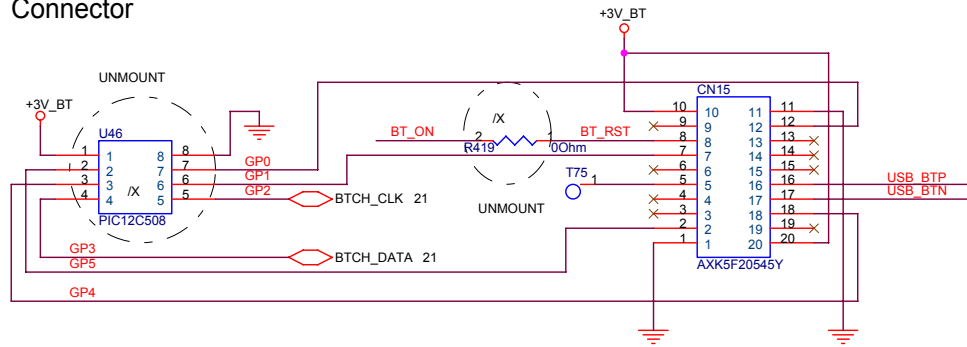 Connector
+3V_BT
UNMOUNT
+3V_BT
CN15
U46
/X
1 1 8 8
2 2 7 7
3 3 6 6
4 4 5 5
/X
PIC12C508
GP0
GP1
GP2
BTCH_CLK 21
BT_ON
2
R419
1
0Ohm
BT_RST
T75
1
UNMOUNT
10 10 11 11
9 9 12 12
8 8 13 13
7 7 14 14
6 6 15 15
5 5 16 16
4 4 17 17
3 3 18 18
2 2 19 19
1 1 20 20
USB_BTP
USB_BTN
AXK5F20545Y
GP3
BTCH_DATA 21
GP5
GP4